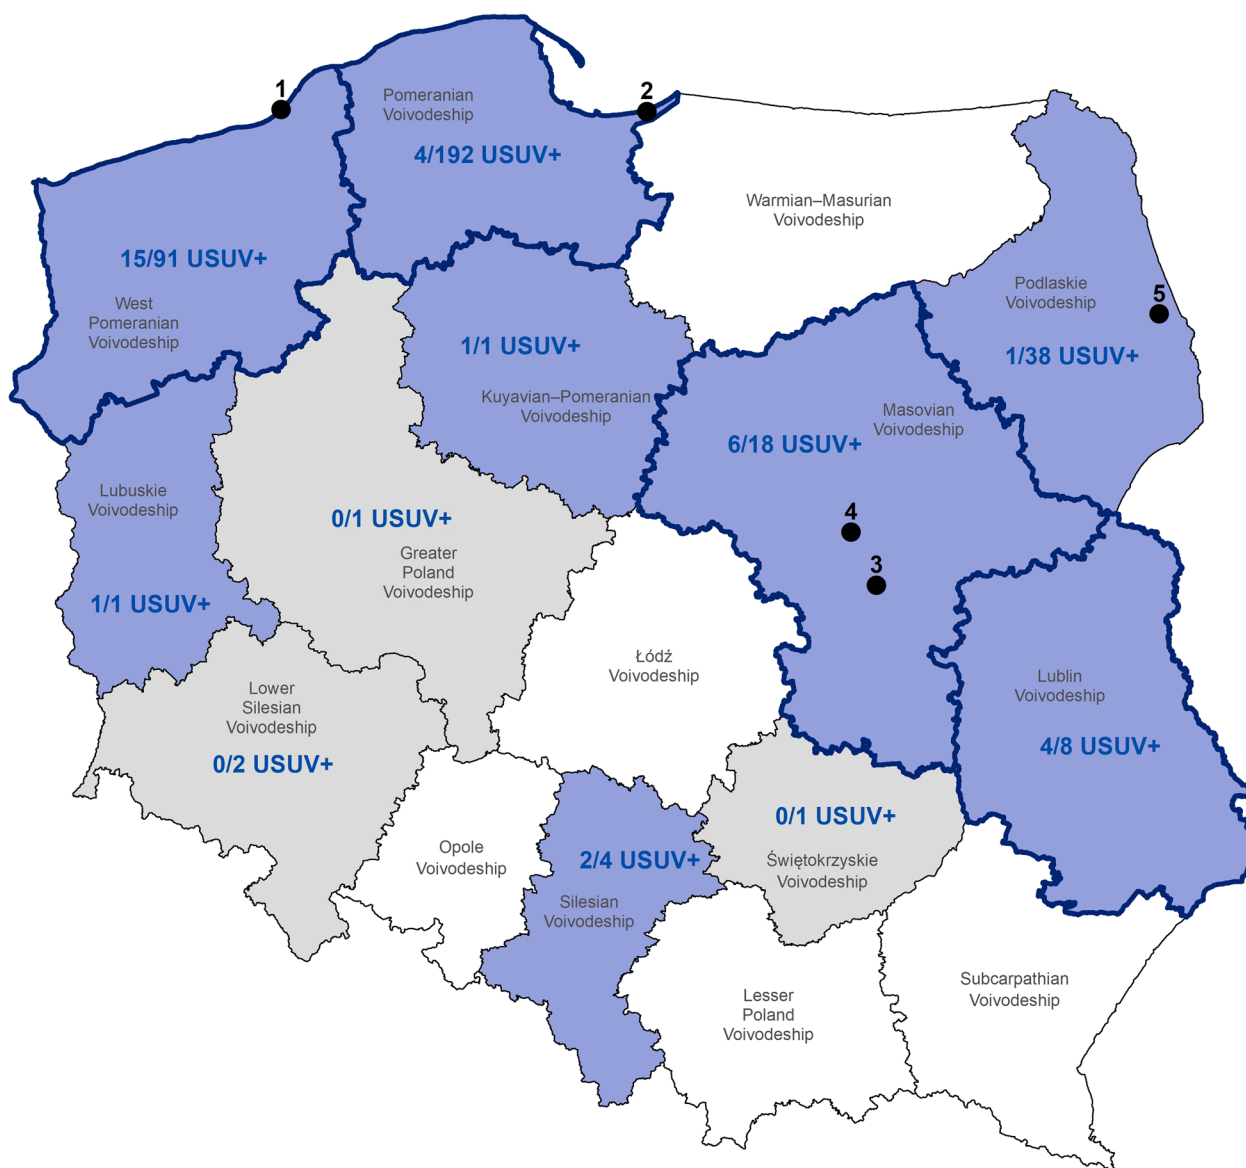 1
2
Pomeranian
Voivodeship
4/192 USUV+
Warmian–Masurian
Voivodeship
15/91 USUV+
West
Pomeranian
Voivodeship
Podlaskie
Voivodeship
5
1/38 USUV+
1/1 USUV+
Kuyavian–Pomeranian
Voivodeship
Masovian
Voivodeship
6/18 USUV+
Lubuskie
Voivodeship
0/1 USUV+
Greater
Poland
Voivodeship
4
3
1/1 USUV+
Łódź
Voivodeship
Lublin
Voivodeship
4/8 USUV+
Lower
Silesian
Voivodeship
0/2 USUV+
0/1 USUV+
Świętokrzyskie
Voivodeship
Opole
Voivodeship
2/4 USUV+
Silesian
Voivodeship
Subcarpathian
Voivodeship
Lesser
Poland
Voivodeship